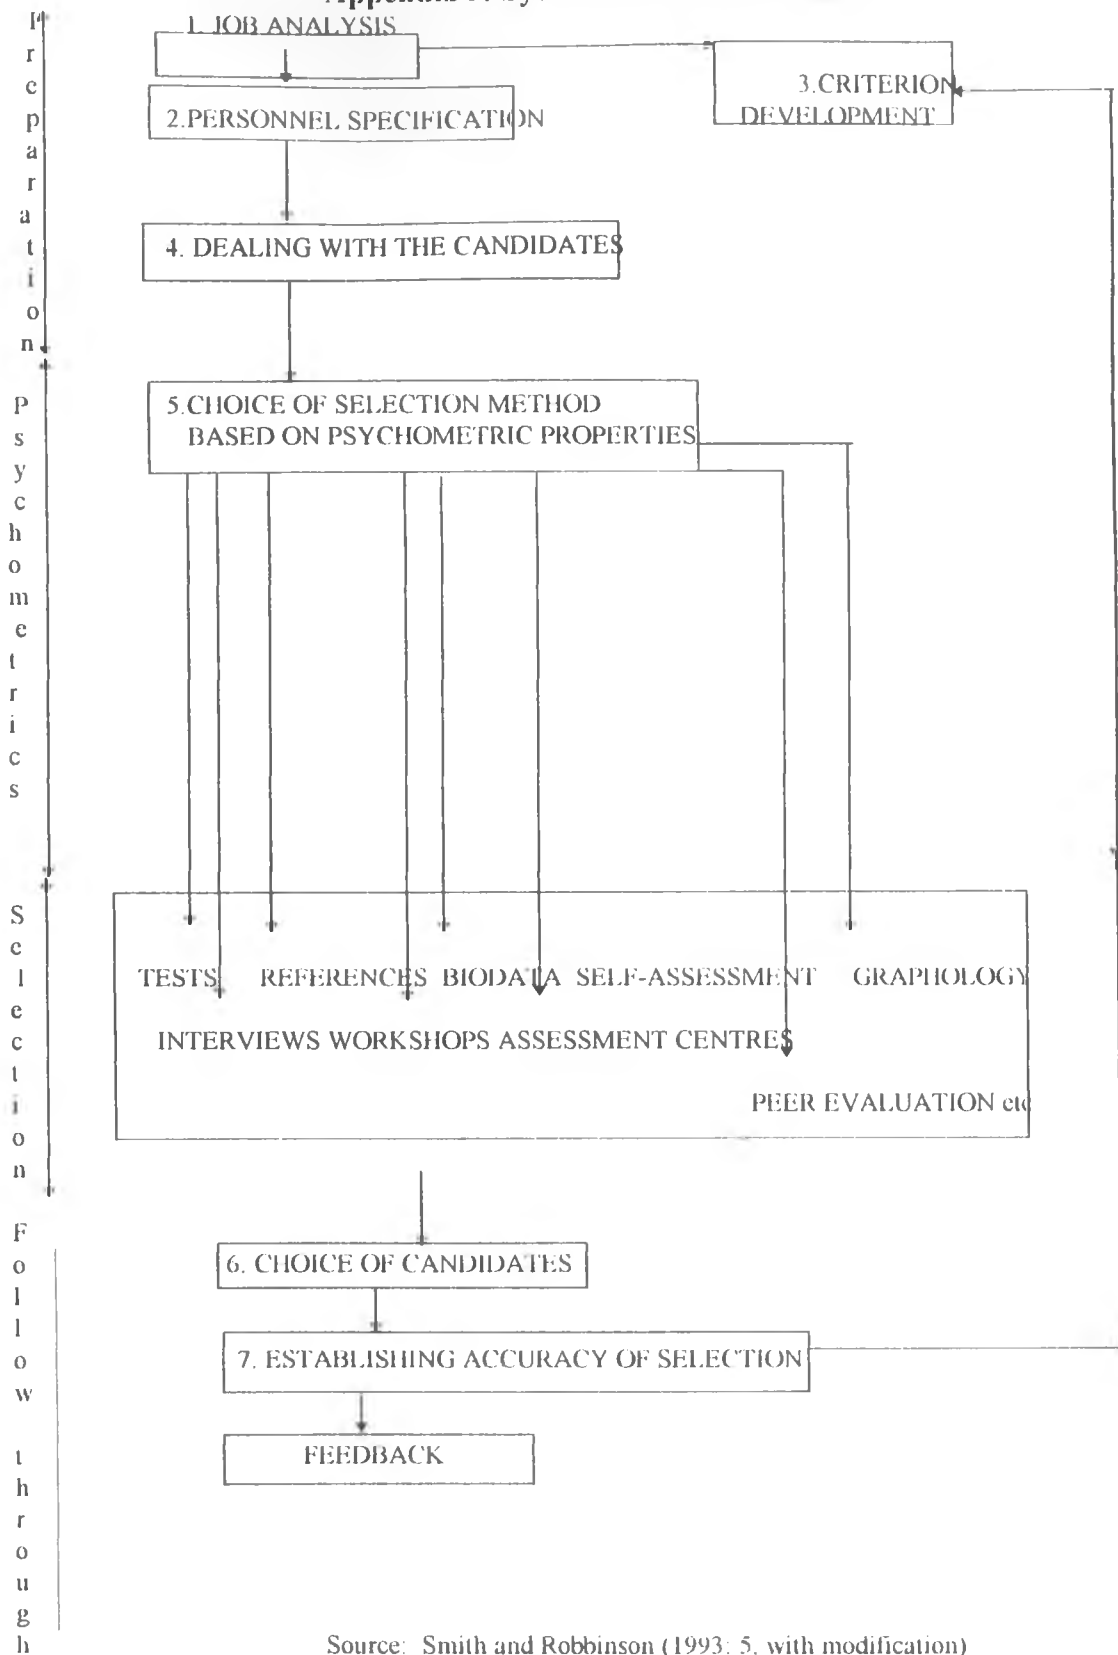 1. JOB ANALYSIS
3.CRITERION
DEVELOPMENT
2.PERSONNEL SPECIFICATION
4. DEALING WITH THE CANDIDATES
5.CHOICE OF SELECTION METHOD
BASED ON PSYCHOMETRIC PROPERTIES
TESTS REFERENCES BIODATA SELF-ASSESSMENT GRAPHOLOGY
INTERVIEWS WORKSHOPS ASSESSMENT CENTRES
PEER EVALUATION etc
6. CHOICE OF CANDIDATES
7. ESTABLISHING ACCURACY OF SELECTION
FEEDBACK
Preparation
Psychometrics
Selection
Follow through
Source: Smith and Robbinson (1993: 5, with modification)